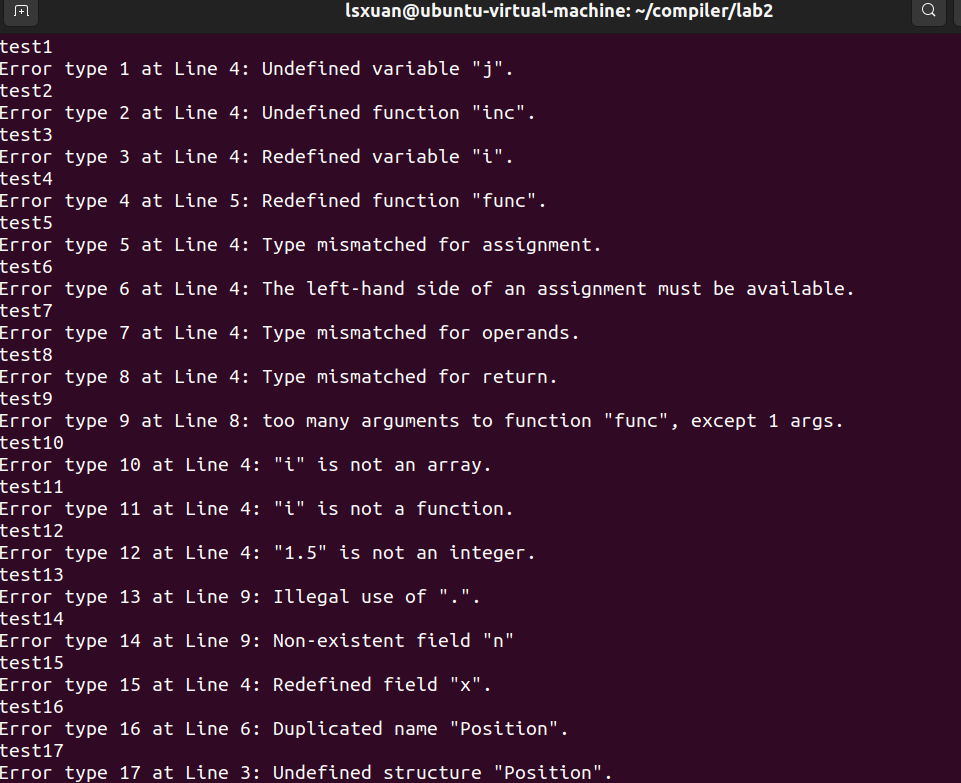 lsxuan@ubuntu-virtual-machine: ~/compiler/lab2
test1
Error type 1 at Line 4: Undefined variable "j".
test2
Error type 2 at Line 4: Undefined function "inc".
test3
Error type 3 at Line 4: Redefined variable "i".
test4
Error type 4 at Line 5: Redefined function "func".
test5
Error type 5 at Line 4: Type mismatched for assignment.
test6
Error type 6 at Line 4: The left-hand side of an assignment must be available.
test7
Error type 7 at Line 4: Type mismatched for operands.
test8
Error type 8 at Line 4: Type mismatched for return.
test9
Error type 9 at Line 8: too many arguments to function "func", except 1 args.
test10
Error type 10 at Line 4: "i" is not an array.
test11
Error type 11 at Line 4: "i" is not a function.
test12
Error type 12 at Line 4: "1.5" is not an integer.
test13
Error type 13 at Line 9: Illegal use of ".".
test14
Error type 14 at Line 9: Non-existent field "n"
test15
Error type 15 at Line 4: Redefined field "x".
test16
Error type 16 at Line 6: Duplicated name "Position".
test17
Error type 17 at Line 3: Undefined structure "Position".